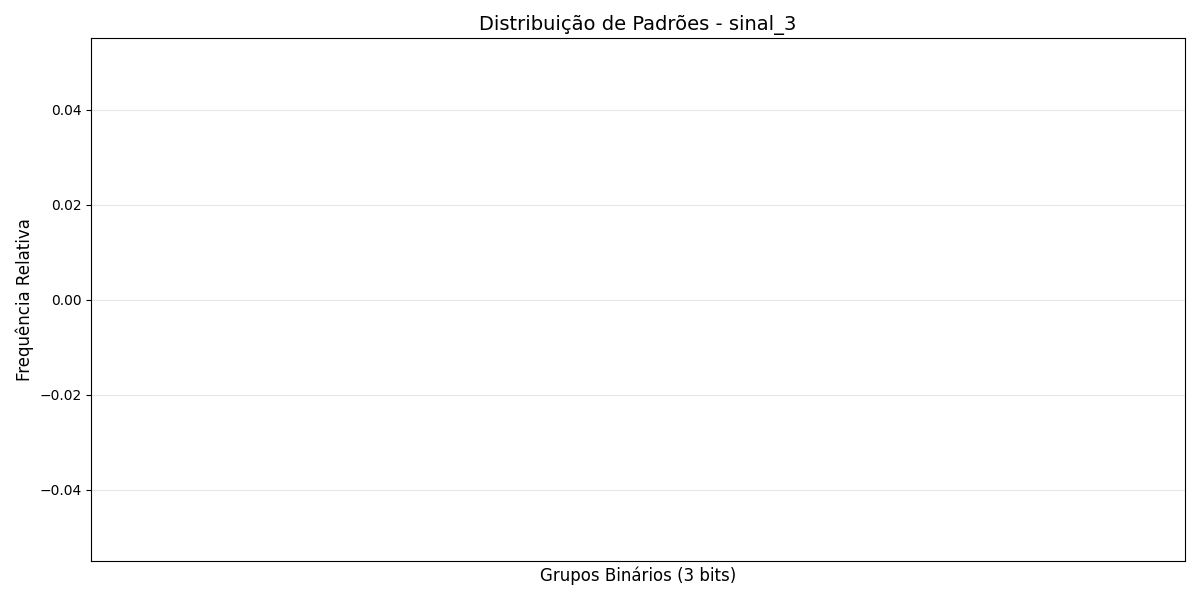 Distribuição de Padrões - sinal_3
Frequência Relativa
0.04
0.02
0.00
−0.02
−0.04
Grupos Binários (3 bits)